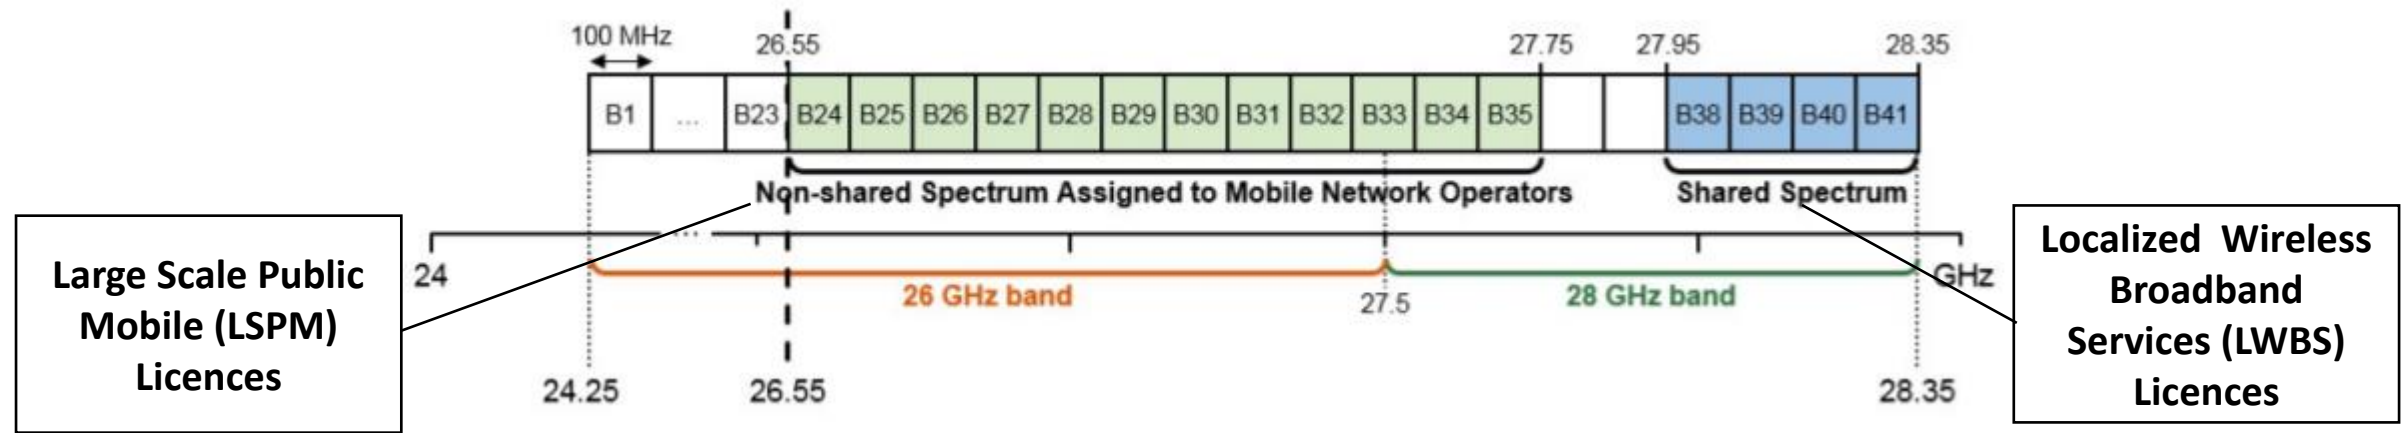 100 MHz
26.55
27.75
27.95
28.35
B1 ... B23 B24 B25 B26 B27 B28 B29 B30 B31 B32 B33 B34 B35 B38 B39 B40 B41
Non-shared Spectrum Assigned to Mobile Network Operators
Shared Spectrum
Large Scale Public
Mobile (LSPM)
Licences
24
...
GHz
26 GHz band
27.5
28 GHz band
24.25
26.55
28.35
Localized Wireless
Broadband
Services (LWBS)
Licences